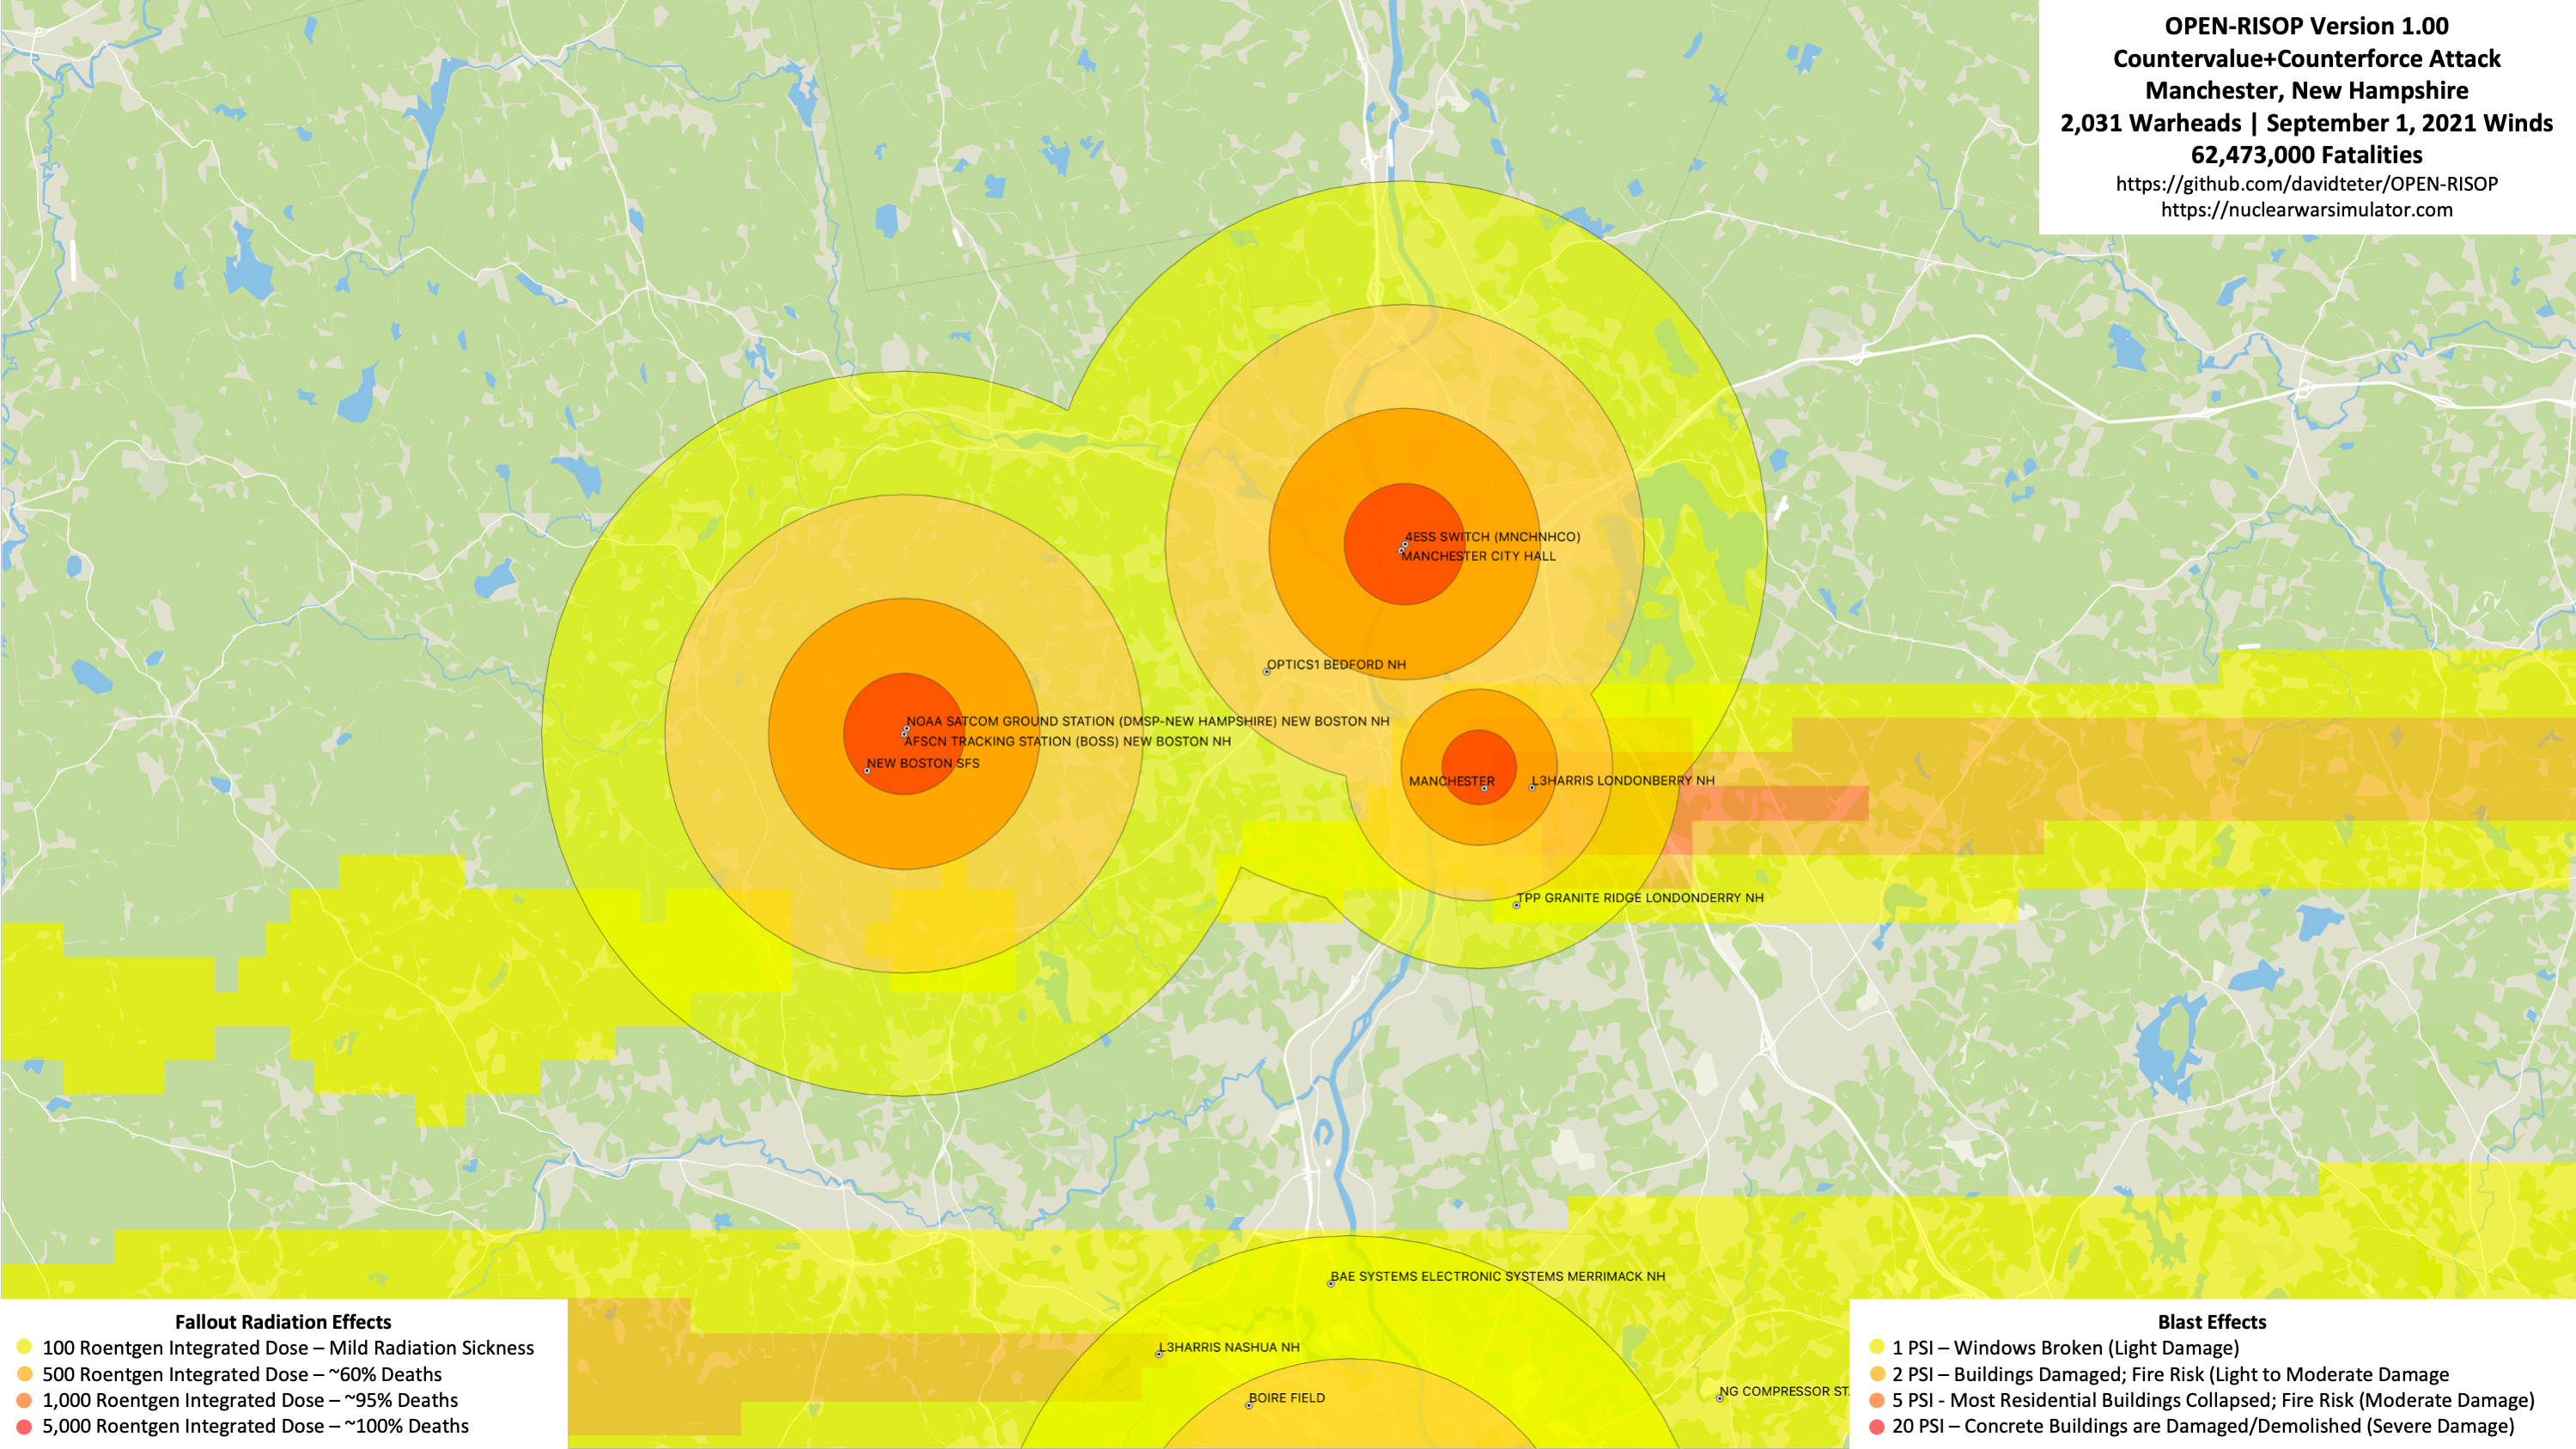 OPEN-RISOP Version 1.00
Countervalue+Counterforce Attack
Manchester, New Hampshire
2,031 Warheads | September 1, 2021 Winds
62,473,000 Fatalities
https://github.com/davidteter/OPEN-RISOP
https://nuclearwarsimulator.com
4ESS SWITCH (MNCHNHCO)
MANCHESTER CITY HALL
OPTICS1 BEDFORD NH
NOAA SATCOM GROUND STATION (DMSP-NEW HAMPSHIRE) NEW BOSTON NH
AFSCN TRACKING STATION (BOSS) NEW BOSTON NH
NEW BOSTON SFS
MANCHESTER
L3HARRIS LONDONBERRY NH
TPP GRANITE RIDGE LONDONDERRY NH
BAE SYSTEMS ELECTRONIC SYSTEMS MERRIMACK NH
L3HARRIS NASHUA NH
BOIRE FIELD
NG COMPRESSOR ST
Fallout Radiation Effects
100 Roentgen Integrated Dose – Mild Radiation Sickness
500 Roentgen Integrated Dose – ~60% Deaths
1,000 Roentgen Integrated Dose – ~95% Deaths
5,000 Roentgen Integrated Dose – ~100% Deaths
Blast Effects
1 PSI – Windows Broken (Light Damage)
2 PSI – Buildings Damaged; Fire Risk (Light to Moderate Damage
5 PSI - Most Residential Buildings Collapsed; Fire Risk (Moderate Damage)
20 PSI – Concrete Buildings are Damaged/Demolished (Severe Damage)